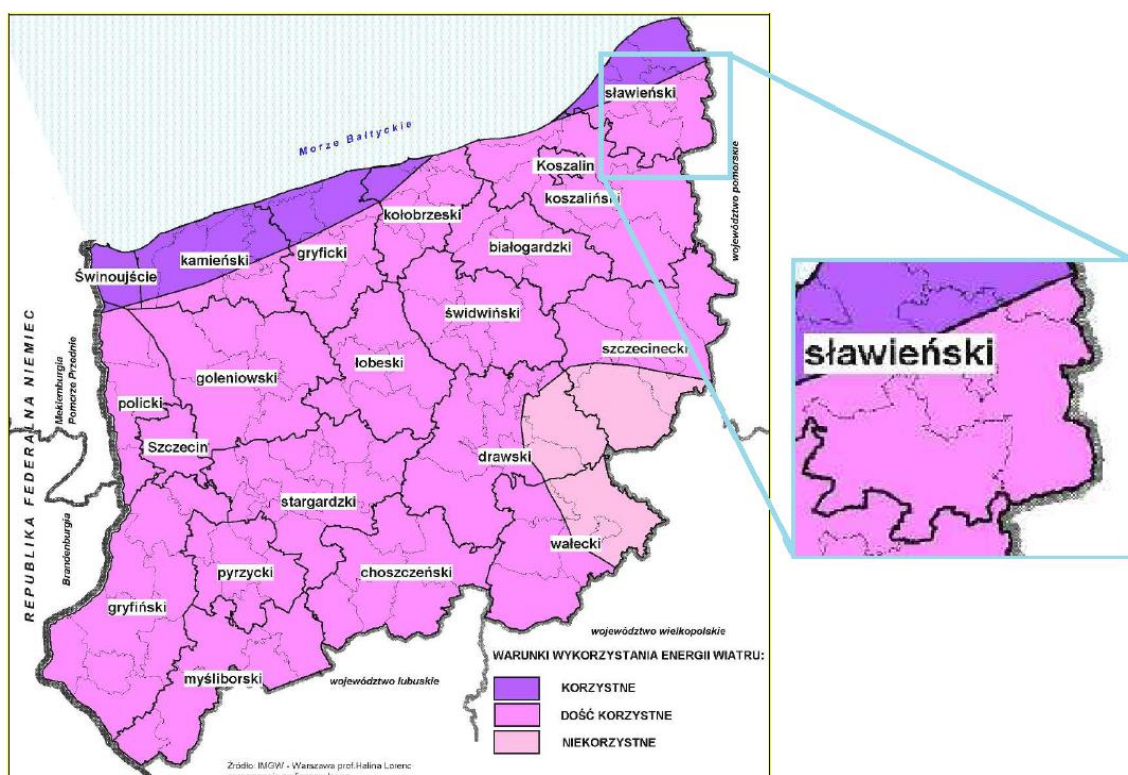 sławieński
Morze Bałtyckie
województwo pomorskie
Koszalin
koszaliński
kołobrzeski
białogardzki
gryficki
kamieński
Świnoujście
świdwiński
szczecinecki
łobeski
goleniowski
policki
Szczecin
drawski
stargardzki
wałecki
pyrzycki
choszczeński
gryfiński
myśliborski
REPUBLIKA FEDERALNA NIEMIEC
Meklemburgia
Pomorze Przednie
Brandenburgia
województwo wielkopolskie
województwo lubuskie
WARUNKI WYKORZYSTANIA ENERGII WIATRU:
KORZYSTNE
DOŚĆ KORZYSTNE
NIEKORZYSTNE
Źródło: IMGW - Warszawa prof. Halina Lorenc
sławieński